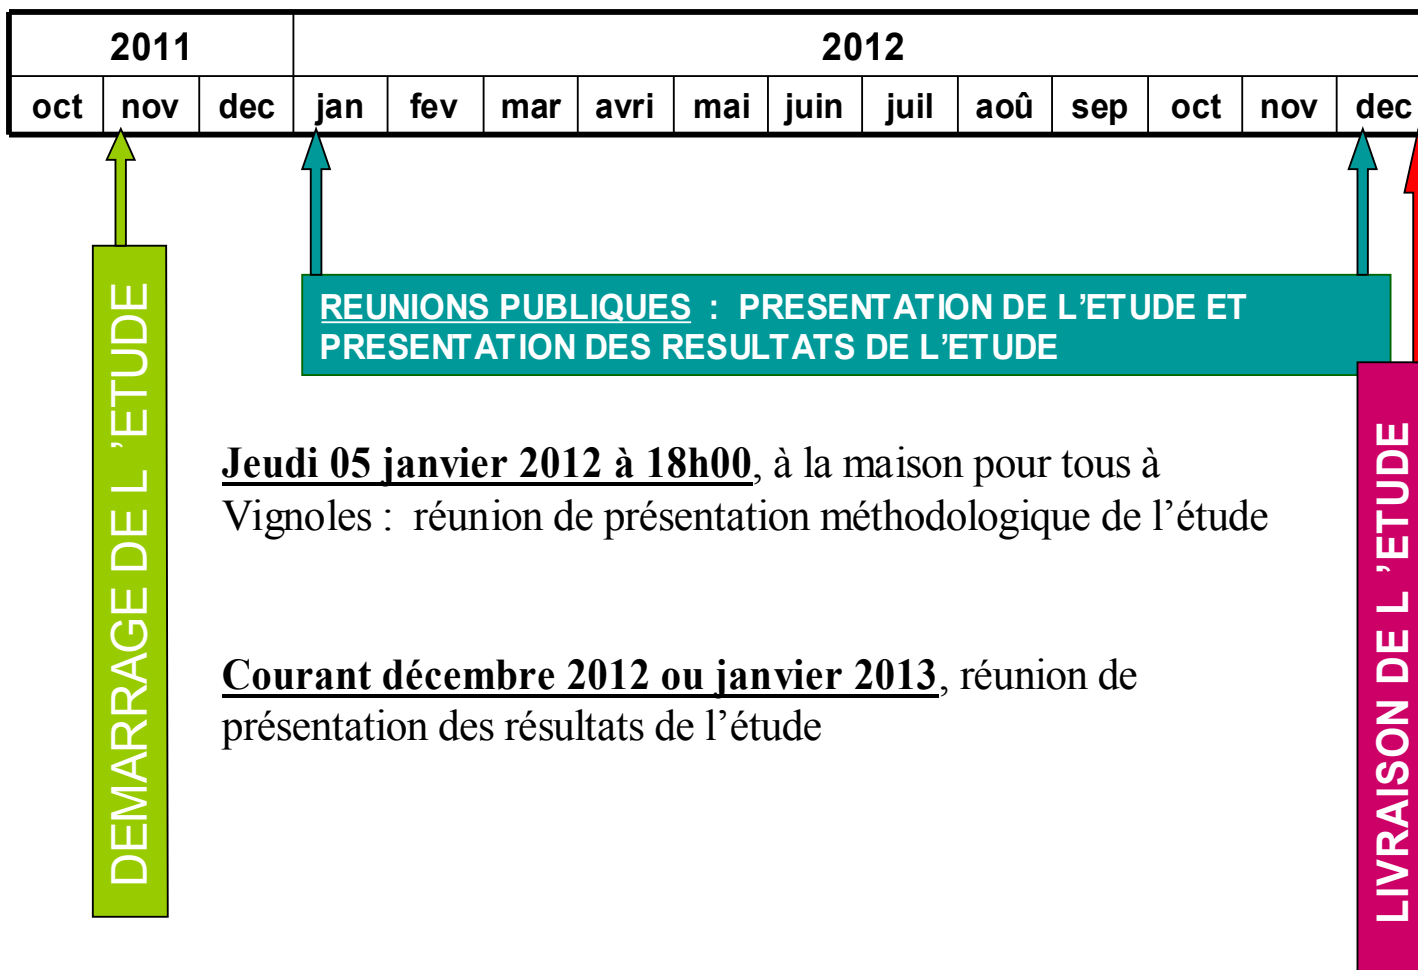 2011 2012
oct nov dec jan fev mar avri mai juin juil aoû sep oct nov dec
DEMARRAGE DE L ’ETUDE
REUNIONS PUBLIQUES : PRESENTATION DE L’ETUDE ET
PRESENTATION DES RESULTATS DE L’ETUDE
Jeudi 05 janvier 2012 à 18h00, à la maison pour tous à
Vignoles : réunion de présentation méthodologique de l’étude
Courant décembre 2012 ou janvier 2013, réunion de
présentation des résultats de l’étude
LIVRAISON DE L ’ETUDE